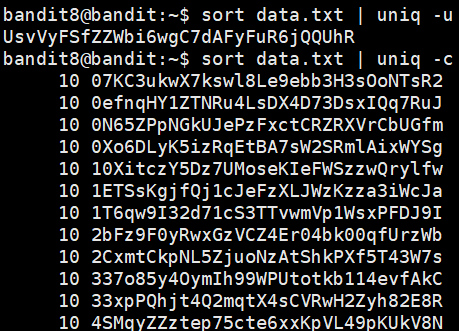 bandit8@bandit:~$ sort data.txt | uniq -u
UsvVyFSfZZWbi6wgC7dAFyFuR6jQQUhR
bandit8@bandit:~$ sort data.txt | uniq -c
10 07KC3ukwX7kswl8Le9ebb3H3sOoNTsR2
10 0efnqHY1ZTNRu4LsDX4D73DsxIQq7RuJ
10 0N65ZPpNGkUJePzFxctCRZRXVrCbUGfm
10 0Xo6DLyK5izRqEtBA7sW2SRmlAixWYSg
10 10XitczY5Dz7UMoseKIeFWSzzwQrylfw
10 1ETSsKgjfQj1cJeFzXLJWzKzza3iWcJa
10 1T6qw9I32d71cS3TTvwmVp1WsxPFDJ9I
10 2bFz9F0yRwxGzVCZ4Er04bk00qfUrzWb
10 2CxmtCkpNL5ZjuoNzAtShkPXf5T43W7s
10 337o85y4OymIh99WPUtotkb114evfAkC
10 33xpPQhjt4Q2mqtX4sCVRwH2Zyh82E8R
10 4SMqyZZztep75cte6xxKpVL49pKUkV8N